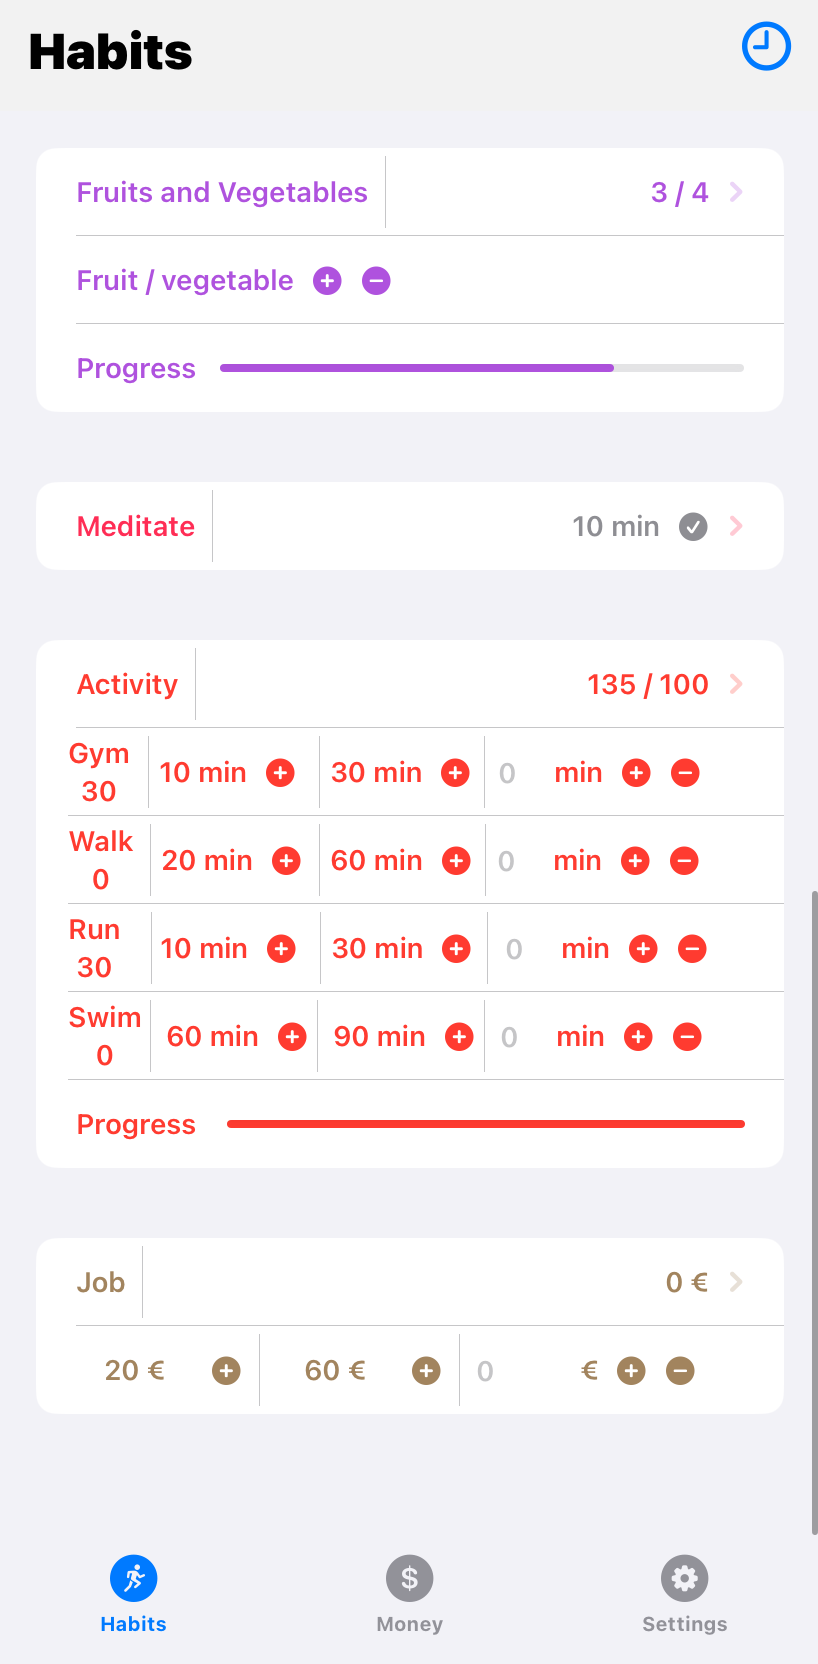 Habits
Fruits and Vegetables 3 / 4
Fruit / vegetable
Progress
Meditate 10 min
Activity 135 / 100
Gym 30 10 min 30 min 0 min
Walk 0 20 min 60 min 0 min
Run 30 10 min 30 min 0 min
Swim 0 60 min 90 min 0 min
Progress
Job 0 €
20 € 60 € 0 €
Habits Money Settings